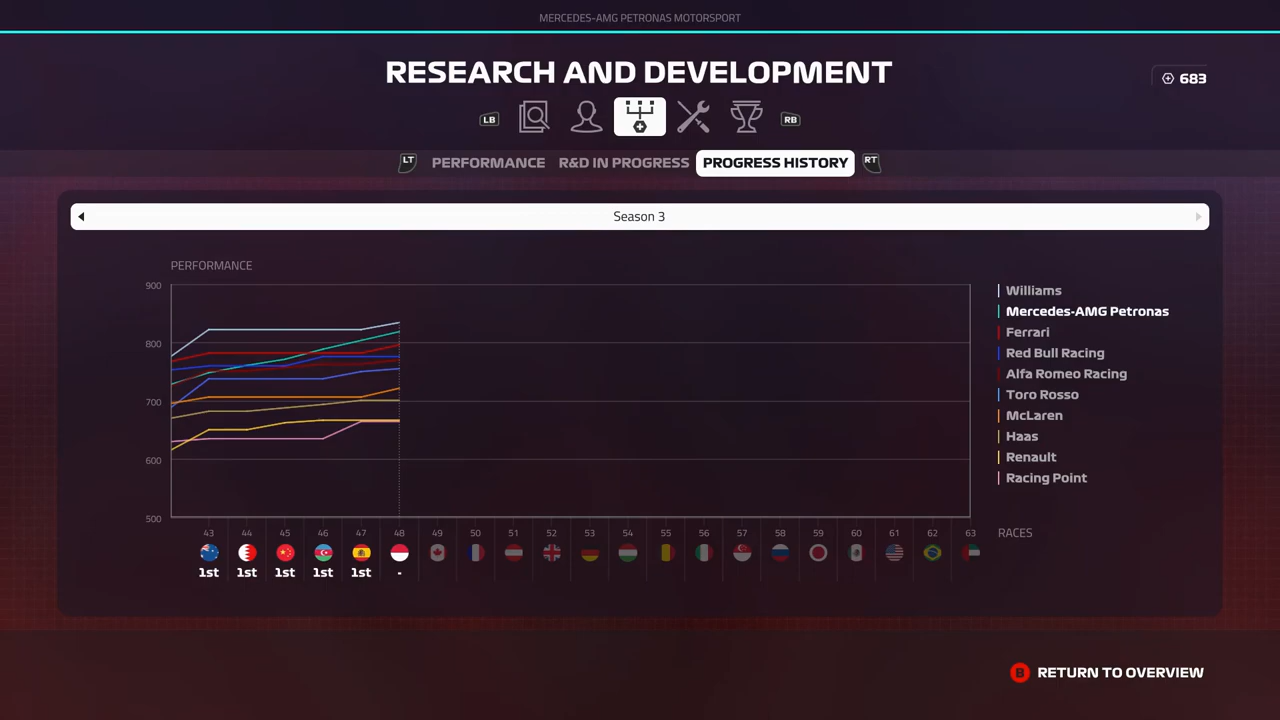 MERCEDES-AMG PETRONAS MOTORSPORT
RESEARCH AND DEVELOPMENT
683
LB RB
LT PERFORMANCE R&D IN PROGRESS PROGRESS HISTORY RT
Season 3
PERFORMANCE
900
800
700
600
500
Williams
Mercedes-AMG Petronas
Ferrari
Red Bull Racing
Alfa Romeo Racing
Toro Rosso
McLaren
Haas
Renault
Racing Point
43 44 45 46 47 48 49 50 51 52 53 54 55 56 57 58 59 60 61 62 63 RACES
1st 1st 1st 1st 1st -
B RETURN TO OVERVIEW